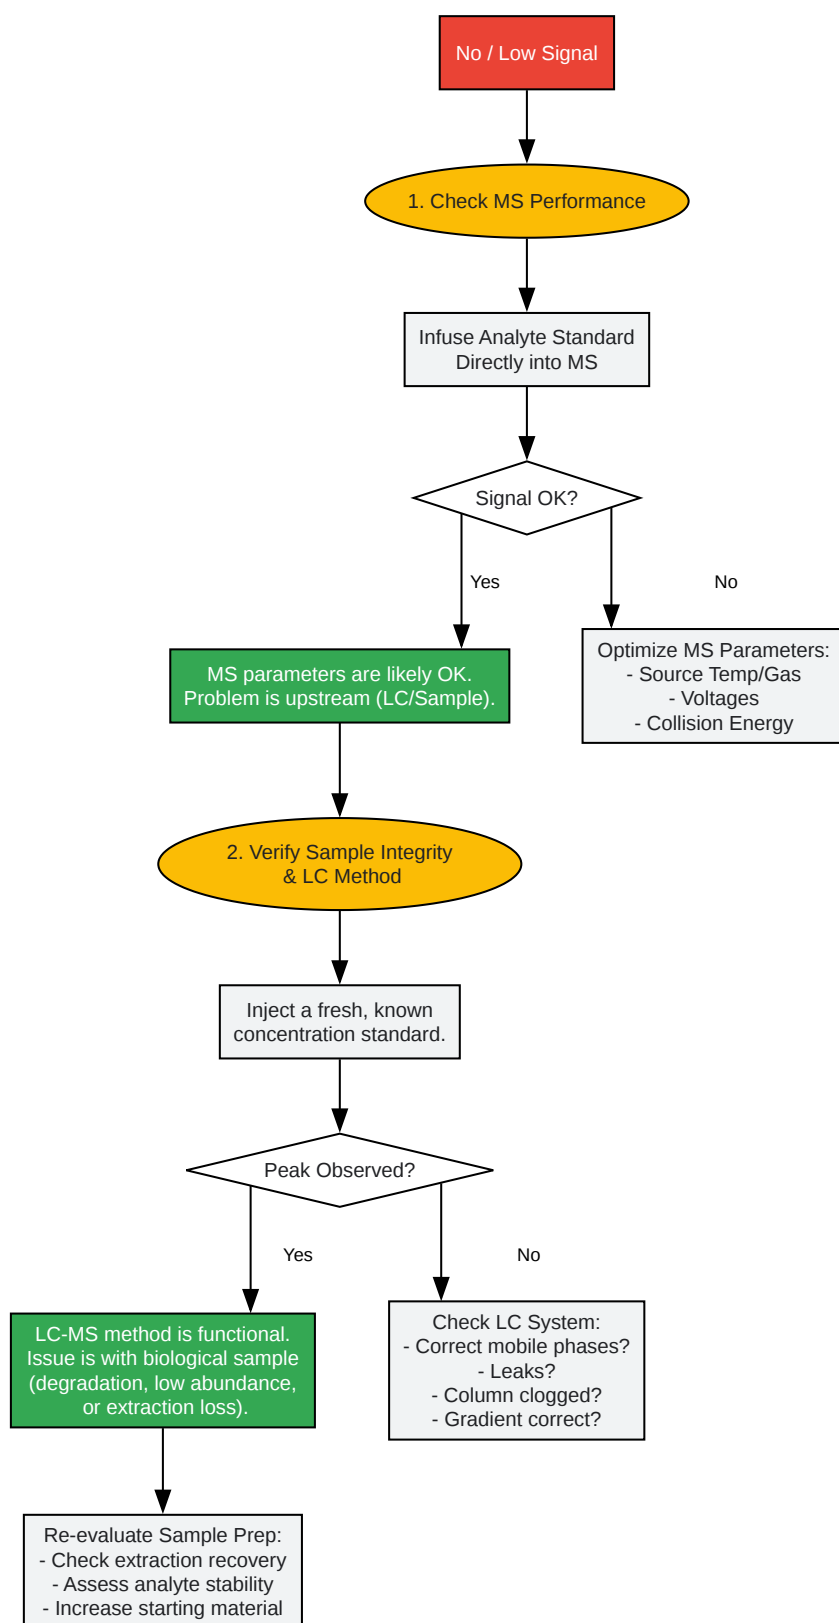 No / Low Signal
1. Check MS Performance
Infuse Analyte Standard
Directly into MS
Signal OK?
Yes
No
Optimize MS Parameters:
- Source Temp/Gas
- Voltages
- Collision Energy
MS parameters are likely OK.
Problem is upstream (LC/Sample).
2. Verify Sample Integrity
& LC Method
Inject a fresh, known
concentration standard.
Peak Observed?
Yes
No
LC-MS method is functional.
Issue is with biological sample
(degradation, low abundance,
or extraction loss).
Check LC System:
- Correct mobile phases?
- Leaks?
- Column clogged?
- Gradient correct?
Re-evaluate Sample Prep:
- Check extraction recovery
- Assess analyte stability
- Increase starting material